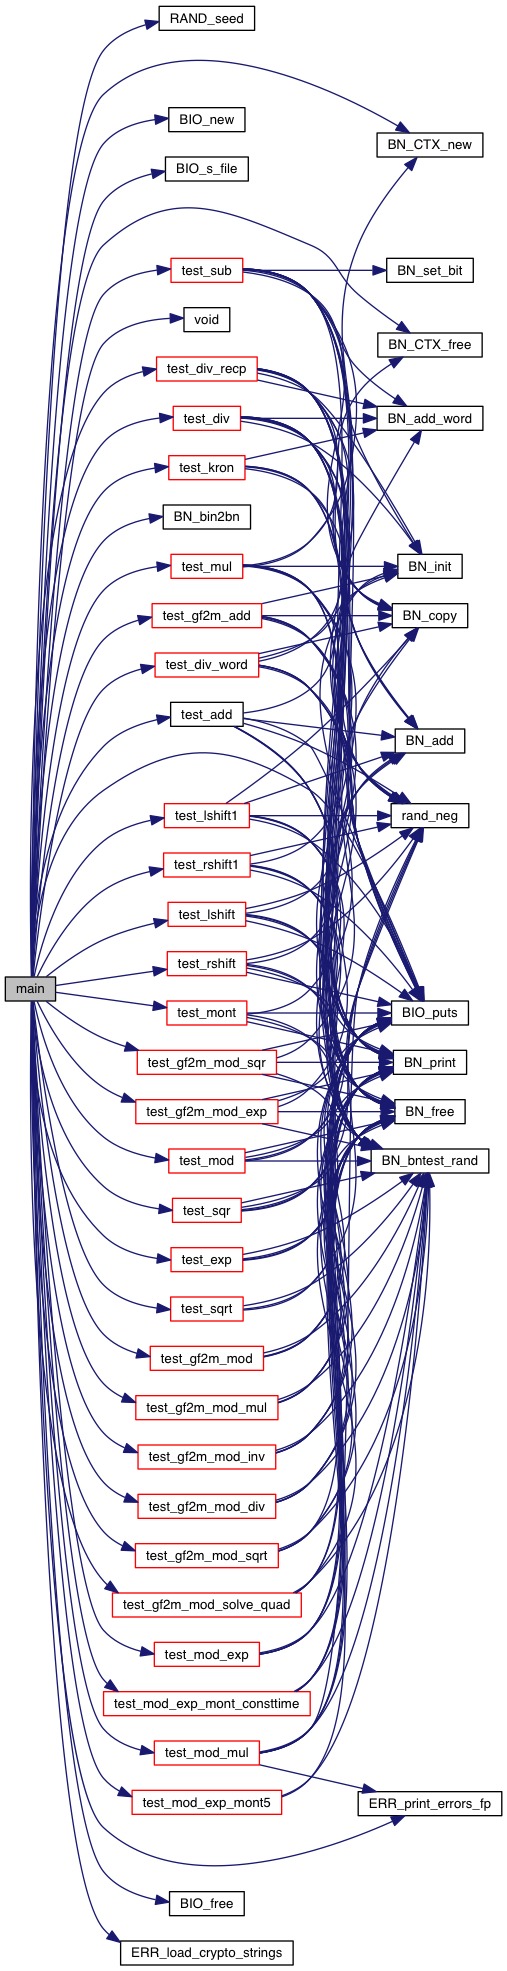 RAND_seed
BIO_new
BN_CTX_new
BIO_s_file
test_sub
BN_set_bit
void
BN_CTX_free
test_div_recp
test_div
BN_add_word
test_kron
BN_bin2bn
test_mul
BN_init
test_gf2m_add
BN_copy
test_div_word
test_add
BN_add
test_lshift1
rand_neg
test_rshift1
test_lshift
test_rshift
main
test_mont
BIO_puts
test_gf2m_mod_sqr
BN_print
test_gf2m_mod_exp
BN_free
test_mod
BN_bntest_rand
test_sqr
test_exp
test_sqrt
test_gf2m_mod
test_gf2m_mod_mul
test_gf2m_mod_inv
test_gf2m_mod_div
test_gf2m_mod_sqrt
test_gf2m_mod_solve_quad
test_mod_exp
test_mod_exp_mont_consttime
test_mod_mul
test_mod_exp_mont5
ERR_print_errors_fp
BIO_free
ERR_load_crypto_strings